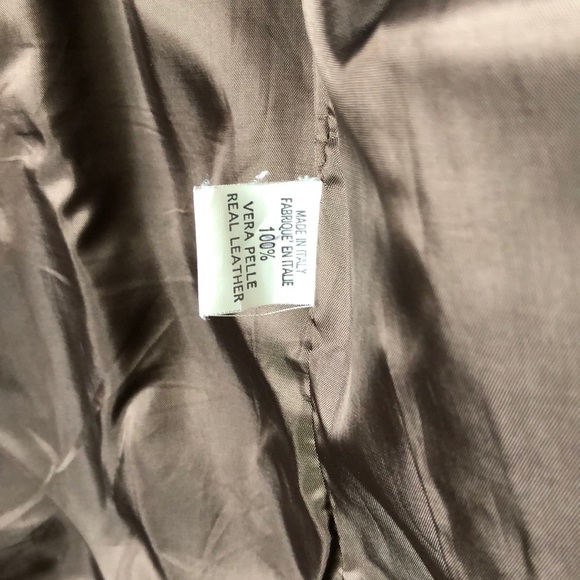 MADE IN ITALY
FABRIQUE' EN ITALIE
100%
VERA PELLE
REAL LEATHER